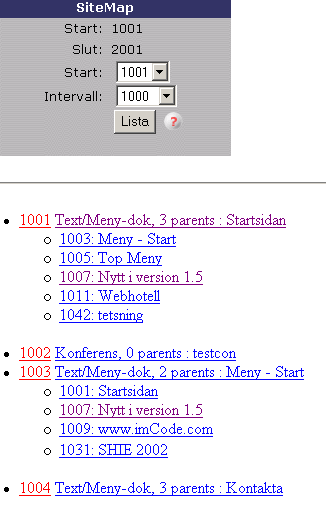 SiteMap
Start: 1001
Slut: 2001
Start: 1001
Intervall: 1000
Lista ?
1001 Text/Meny-dok, 3 parents : Startsidan
1003: Meny - Start
1005: Top Meny
1007: Nytt i version 1.5
1011: Webhotell
1042: tetsning
1002 Konferens, 0 parents : testcon
1003 Text/Meny-dok, 2 parents : Meny - Start
1001: Startsidan
1007: Nytt i version 1.5
1009: www.imCode.com
1031: SHIE 2002
1004 Text/Meny-dok, 3 parents : Kontakta